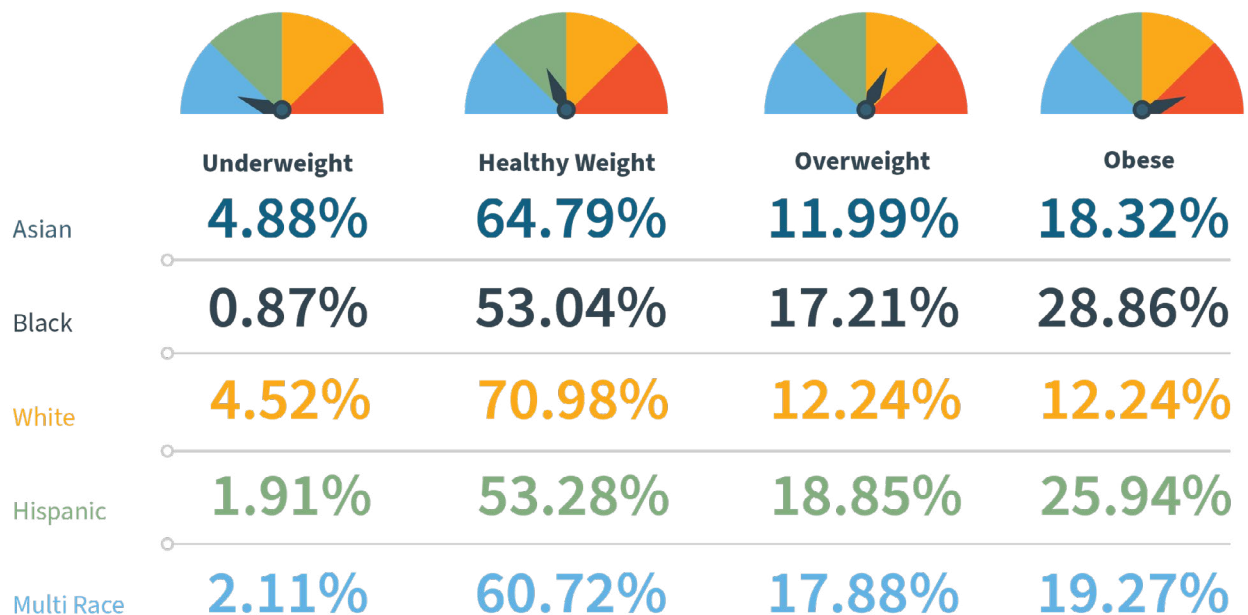 Underweight Healthy Weight Overweight Obese
Asian 4.88% 64.79% 11.99% 18.32%
Black 0.87% 53.04% 17.21% 28.86%
White 4.52% 70.98% 12.24% 12.24%
Hispanic 1.91% 53.28% 18.85% 25.94%
Multi Race 2.11% 60.72% 17.88% 19.27%